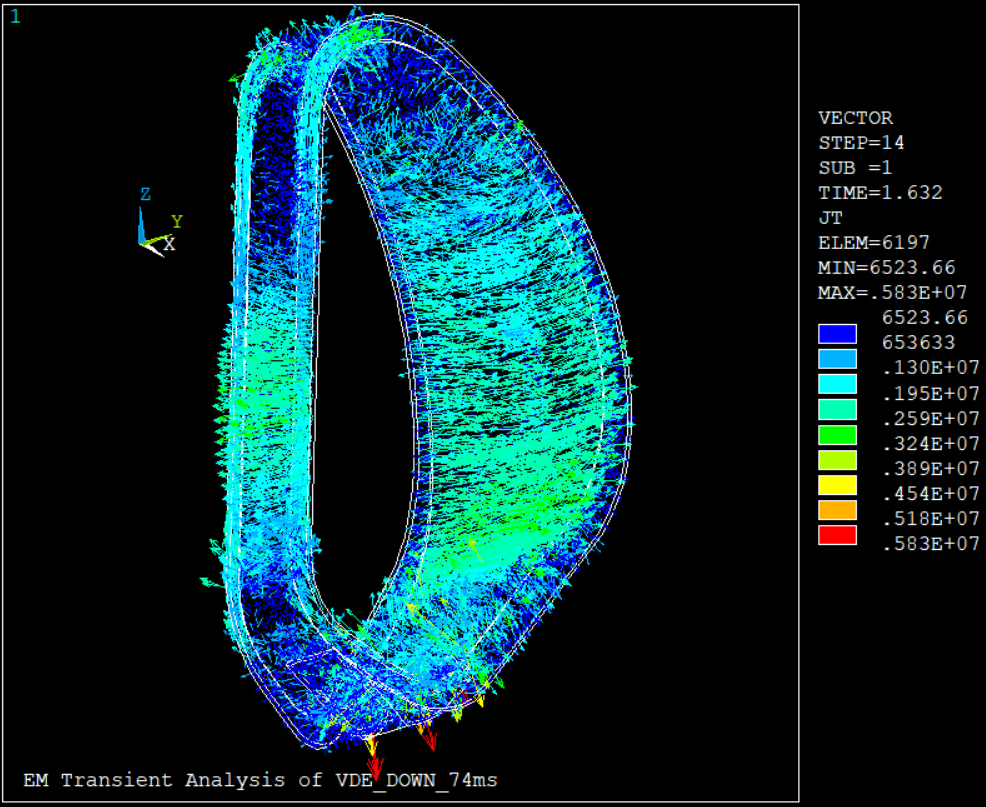 1
VECTOR
STEP=14
SUB =1
TIME=1.632
JT
ELEM=6197
MIN=6523.66
MAX=.583E+07
6523.66
653633
.130E+07
.195E+07
.259E+07
.324E+07
.389E+07
.454E+07
.518E+07
.583E+07
Z
Y
X
EM Transient Analysis of VDE_DOWN_74ms